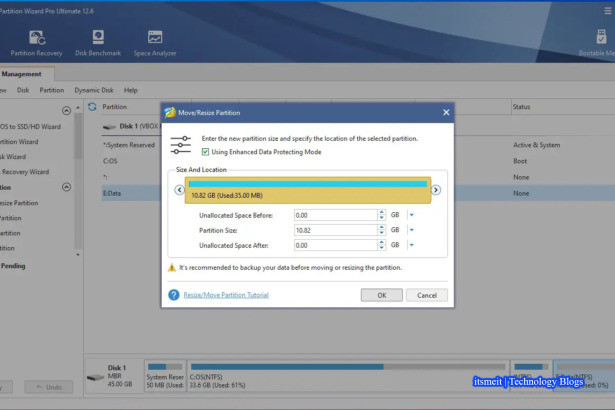 Partition Wizard Pro Ultimate 12.6
Partition Recovery
Disk Benchmark
Space Analyzer
Bootable Me
Management
ew Disk Partition Dynamic Disk Help
OS to SSD/HD Wizard
rtition Wizard
sk Wizard
Recovery Wizard
tion
esize Partition
artition
artition
tition
Pending
Undo
Partition
Status
Disk 1 (VBOX
*:System Reserved
Active & System
C:OS
Boot
*:
None
E:Data
None
Move/Resize Partition
Enter the new partition size and specify the location of the selected partition.
Using Enhanced Data Protecting Mode
Size And Location
10.82 GB (Used:35.00 MB)
Unallocated Space Before: 0.00 GB
Partition Size: 10.82 GB
Unallocated Space After: 0.00 GB
It's recommended to backup your data before moving or resizing the partition.
Resize/Move Partition Tutorial
OK
Cancel
Disk 1
MBR
45.00 GB
System Reser
50 MB (Used:
C:OS(NTFS)
33.6 GB (Used: 61%)
itsmeit | Technology Blogs